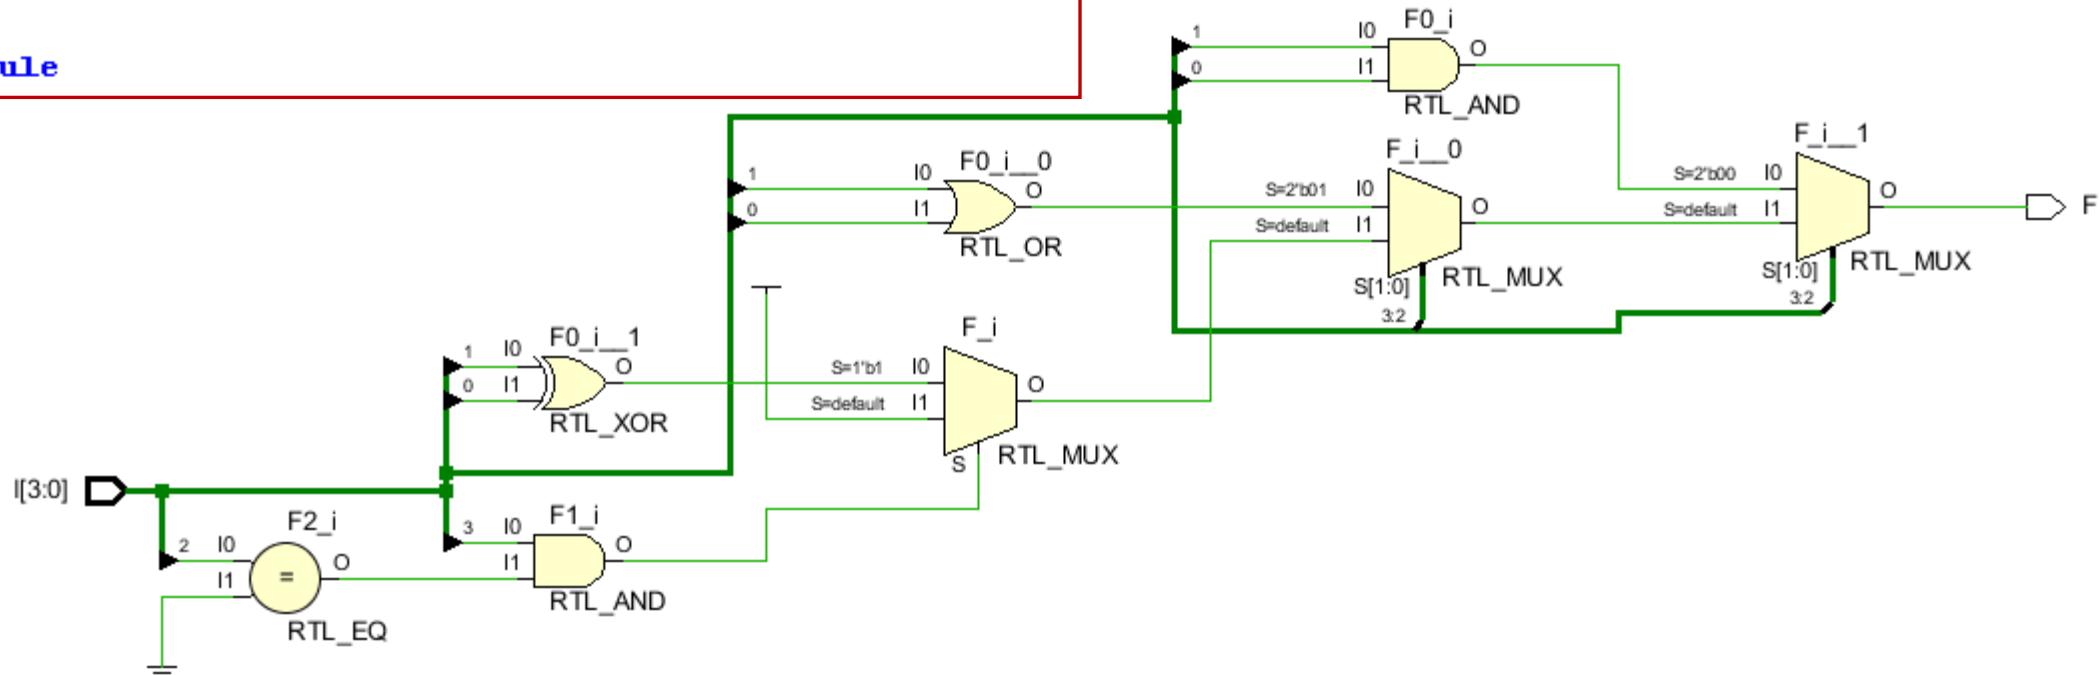 ule
F0_i
1 I0 O
0 I1
RTL_AND
F_i__1
F_i__0
F0_i__0
1 I0 O
0 I1
RTL_OR
S=2'b01 I0 O
S=default I1
S[1:0] RTL_MUX
3:2
S=2'b00 I0 O
S=default I1
S[1:0] RTL_MUX
3:2
F
F_i
F0_i__1
1 I0 O
0 I1
RTL_XOR
S=1'b1 I0 O
S=default I1
S RTL_MUX
I[3:0]
F2_i
2 I0 O
I1
=
RTL_EQ
F1_i
3 I0 O
I1
RTL_AND